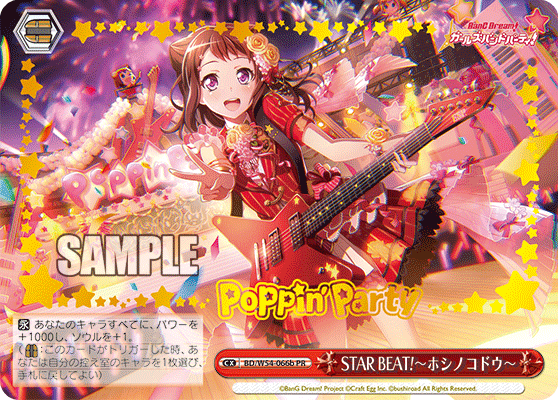 BanG Dream!
ガールズバンドパーティ!
Poppin'
SAMPLE
Poppin' Party
永 あなたのキャラすべてに、パワーを
+1000し、ソウルを+1。
( :このカードがトリガーした時、あ
なたは自分の控え室のキャラを1枚選び、
手札に戻してよい)
CX BD/W54-066b PR
STAR BEAT!~ホシノコドウ~
©BanG Dream! Project ©Craft Egg Inc. ©bushiroad All Rights Reserved.